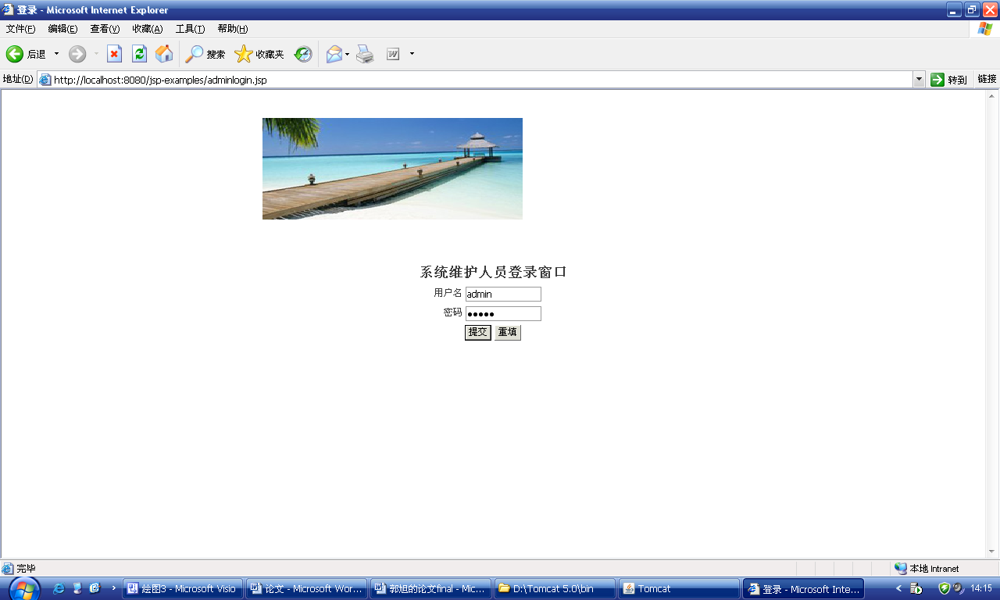 登录 - Microsoft Internet Explorer
文件(F) 编辑(E) 查看(V) 收藏(A) 工具(T) 帮助(H)
后退 搜索 收藏夹
地址(D) http://localhost:8080/jsp-examples/adminlogin.jsp 转到 链接
系统维护人员登录窗口
用户名 admin
密码 ●●●●●
提交 重填
完毕 本地 Intranet
绘图3 - Microsoft Visio 论文 - Microsoft Wor... 郭旭的论文final - Mic... D:\Tomcat 5.0\bin Tomcat 登录 - Microsoft Inte... 14:15